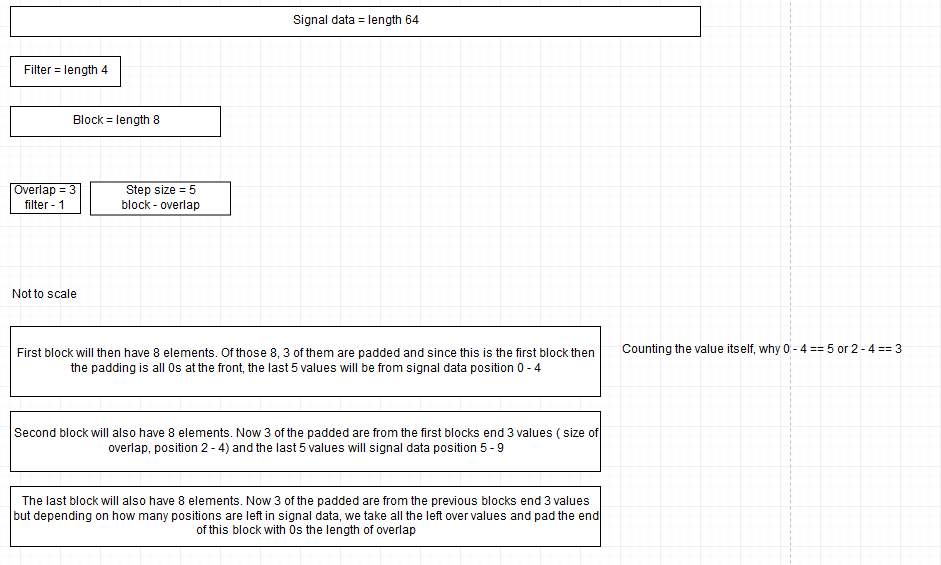 Signal data = length 64
Filter = length 4
Block = length 8
Overlap = 3
filter - 1
Step size = 5
block - overlap
Not to scale
First block will then have 8 elements. Of those 8, 3 of them are padded and since this is the first block then
the padding is all 0s at the front, the last 5 values will be from signal data position 0 - 4
Counting the value itself, why 0 - 4 == 5 or 2 - 4 == 3
Second block will also have 8 elements. Now 3 of the padded are from the first blocks end 3 values ( size of
overlap, position 2 - 4) and the last 5 values will signal data position 5 - 9
The last block will also have 8 elements. Now 3 of the padded are from the previous blocks end 3 values
but depending on how many positions are left in signal data, we take all the left over values and pad the end
of this block with 0s the length of overlap